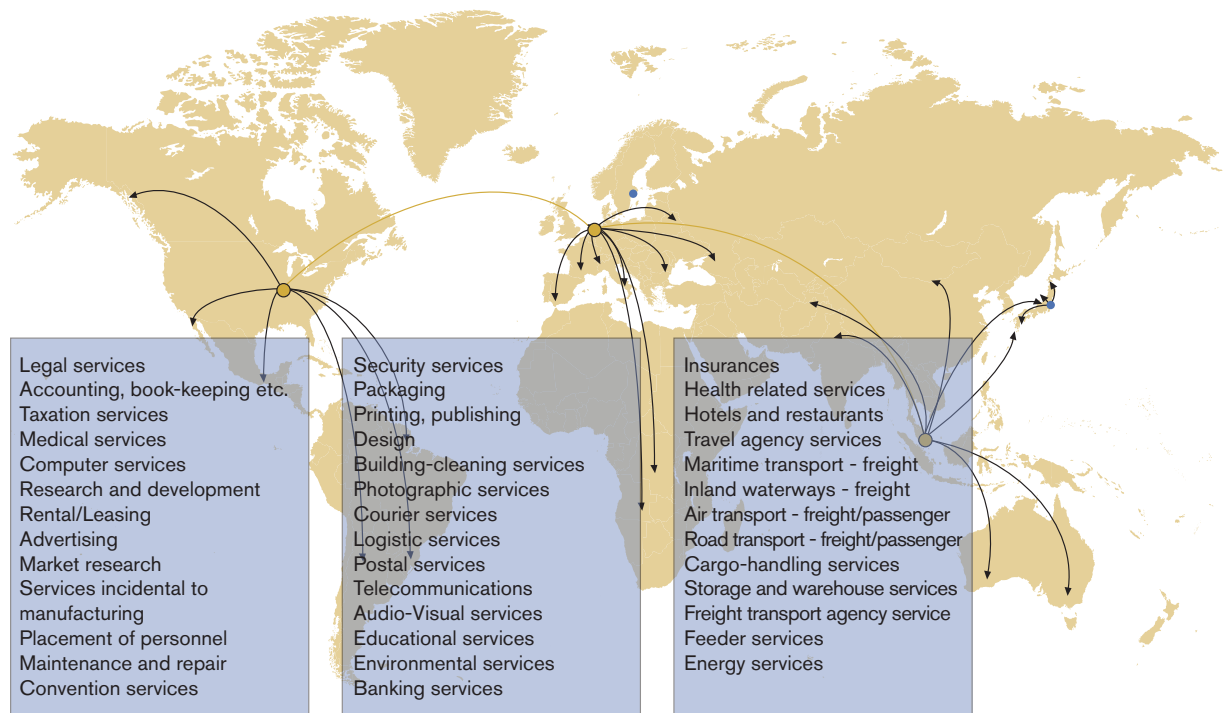 Legal services
Accounting, book-keeping etc.
Taxation services
Medical services
Computer services
Research and development
Rental/Leasing
Advertising
Market research
Services incidental to
manufacturing
Placement of personnel
Maintenance and repair
Convention services
Security services
Packaging
Printing, publishing
Design
Building-cleaning services
Photographic services
Courier services
Logistic services
Postal services
Telecommunications
Audio-Visual services
Educational services
Environmental services
Banking services
Insurances
Health related services
Hotels and restaurants
Travel agency services
Maritime transport - freight
Inland waterways - freight
Air transport - freight/passenger
Road transport - freight/passenger
Cargo-handling services
Storage and warehouse services
Freight transport agency service
Feeder services
Energy services